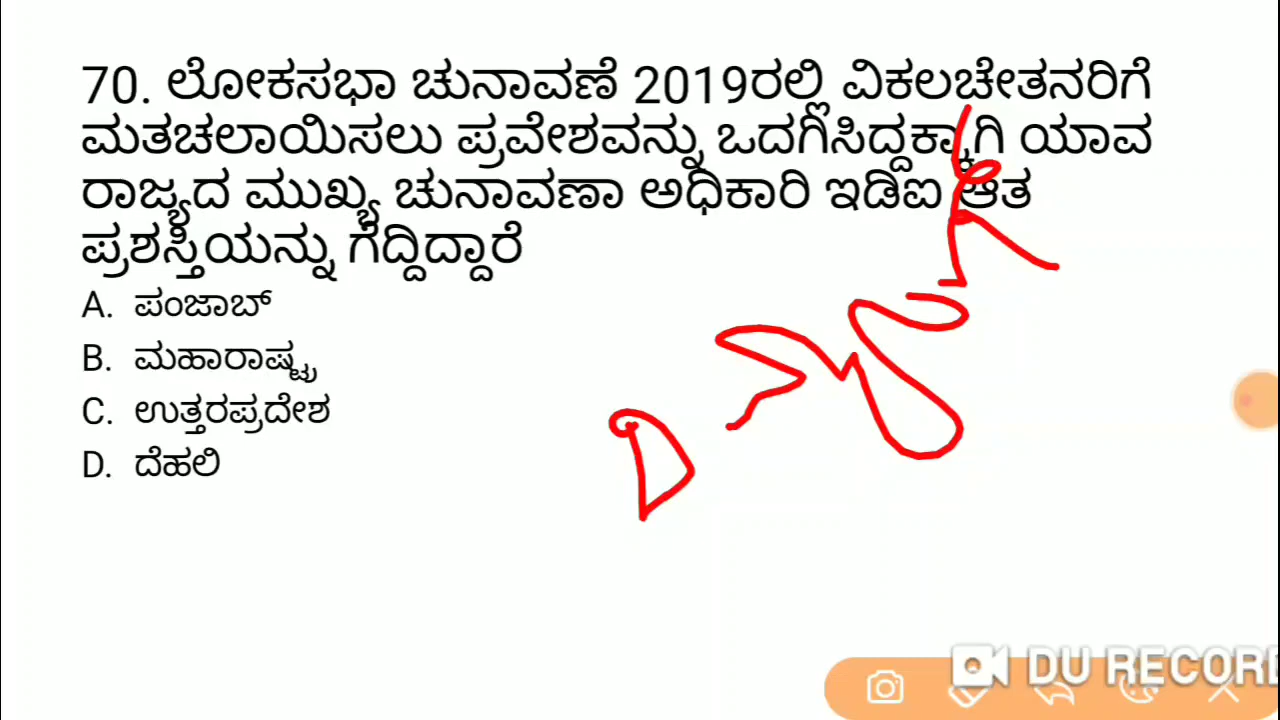 70. ಲೋಕಸಭಾ ಚುನಾವಣೆ 2019ರಲ್ಲಿ ವಿಕಲಚೇತನರಿಗೆ
ಮತಚಲಾಯಿಸಲು ಪ್ರವೇಶವನ್ನು ಒದಗಿಸಿದ್ದಕ್ಕಾಗಿ ಯಾವ
ರಾಜ್ಯದ ಮುಖ್ಯ ಚುನಾವಣಾ ಅಧಿಕಾರಿ ಇಡಿಐ ಆತ
ಪ್ರಶಸ್ತಿಯನ್ನು ಗೆದ್ದಿದ್ದಾರೆ
A. ಪಂಜಾಬ್
B. ಮಹಾರಾಷ್ಟ್ರ
C. ಉತ್ತರಪ್ರದೇಶ
D. ದೆಹಲಿ
D
DU RECORD